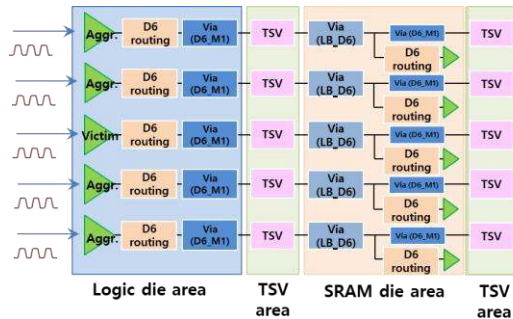 Aggr. D6 routing Via (D6_M1) TSV Via (LB_D6) Via (D6_M1) TSV
D6 routing
Aggr. D6 routing Via (D6_M1) TSV Via (LB_D6) Via (D6_M1) TSV
D6 routing
Victim D6 routing Via (D6_M1) TSV Via (LB_D6) Via (D6_M1) TSV
D6 routing
Aggr. D6 routing Via (D6_M1) TSV Via (LB_D6) Via (D6_M1) TSV
D6 routing
Aggr. D6 routing Via (D6_M1) TSV Via (LB_D6) Via (D6_M1) TSV
D6 routing
Logic die area TSV area SRAM die area TSV area